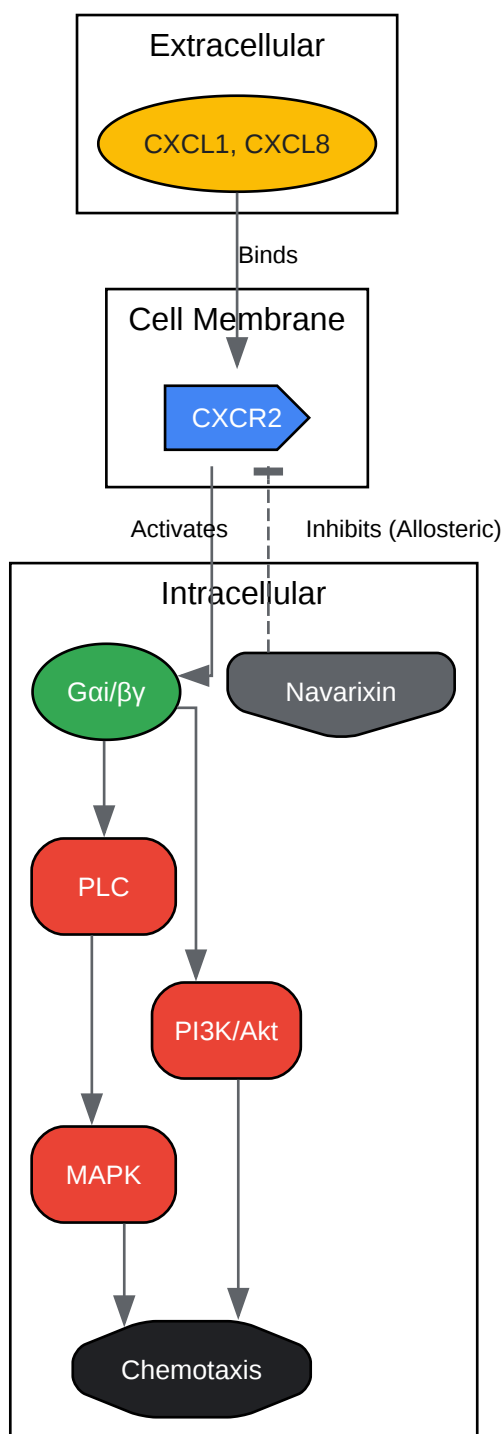 Extracellular
CXCL1, CXCL8
Binds
Cell Membrane
CXCR2
Activates
Inhibits (Allosteric)
Intracellular
Gαi/βγ
Navarixin
PLC
PI3K/Akt
MAPK
Chemotaxis